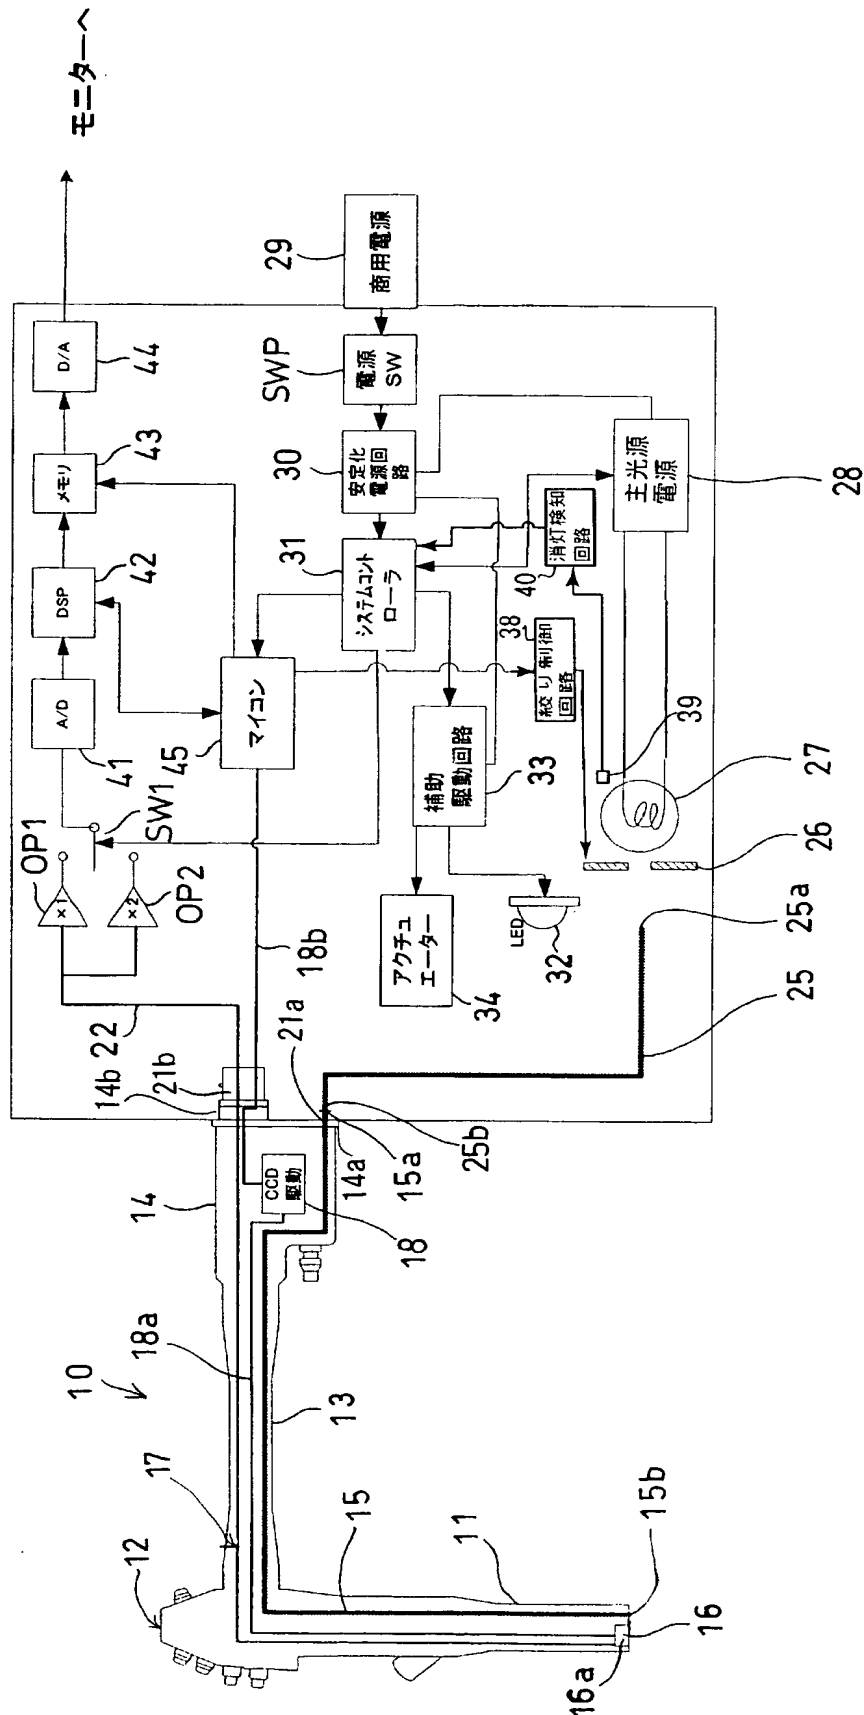 モニターへ
D/A
44
メモリ
43
DSP
42
A/D
41
SW1
OP1
×1
×2
OP2
22
マイコン
45
18b
商用電源
29
電源
SW
SWP
安定化
電源回
路
30
システムコント
ローラ
31
補助
駆動回路
33
アクチュ
エーター
34
LED
32
絞り制御
回路
38
消灯検知
回路
40
主光源
電源
28
39
27
26
25a
25
14b
21b
21a
25b
15a
14a
14
CCD
駆動
18
18a
10
13
17
12
15
11
15b
16
16a